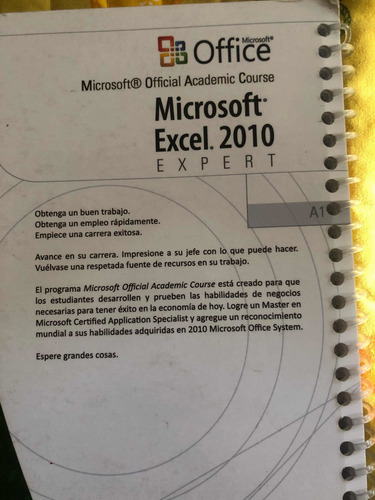 Microsoft®
Office
Microsoft® Official Academic Course
Microsoft®
Excel® 2010
EXPERT
A1
Obtenga un buen trabajo.
Obtenga un empleo rápidamente.
Empiece una carrera exitosa.
Avance en su carrera. Impresione a su jefe con lo que puede hacer.
Vuélvase una respetada fuente de recursos en su trabajo.
El programa Microsoft Official Academic Course está creado para que
los estudiantes desarrollen y prueben las habilidades de negocios
necesarias para tener éxito en la economía de hoy. Logre un Master en
Microsoft Certified Application Specialist y agregue un reconocimiento
mundial a sus habilidades adquiridas en 2010 Microsoft Office System.
Espere grandes cosas.